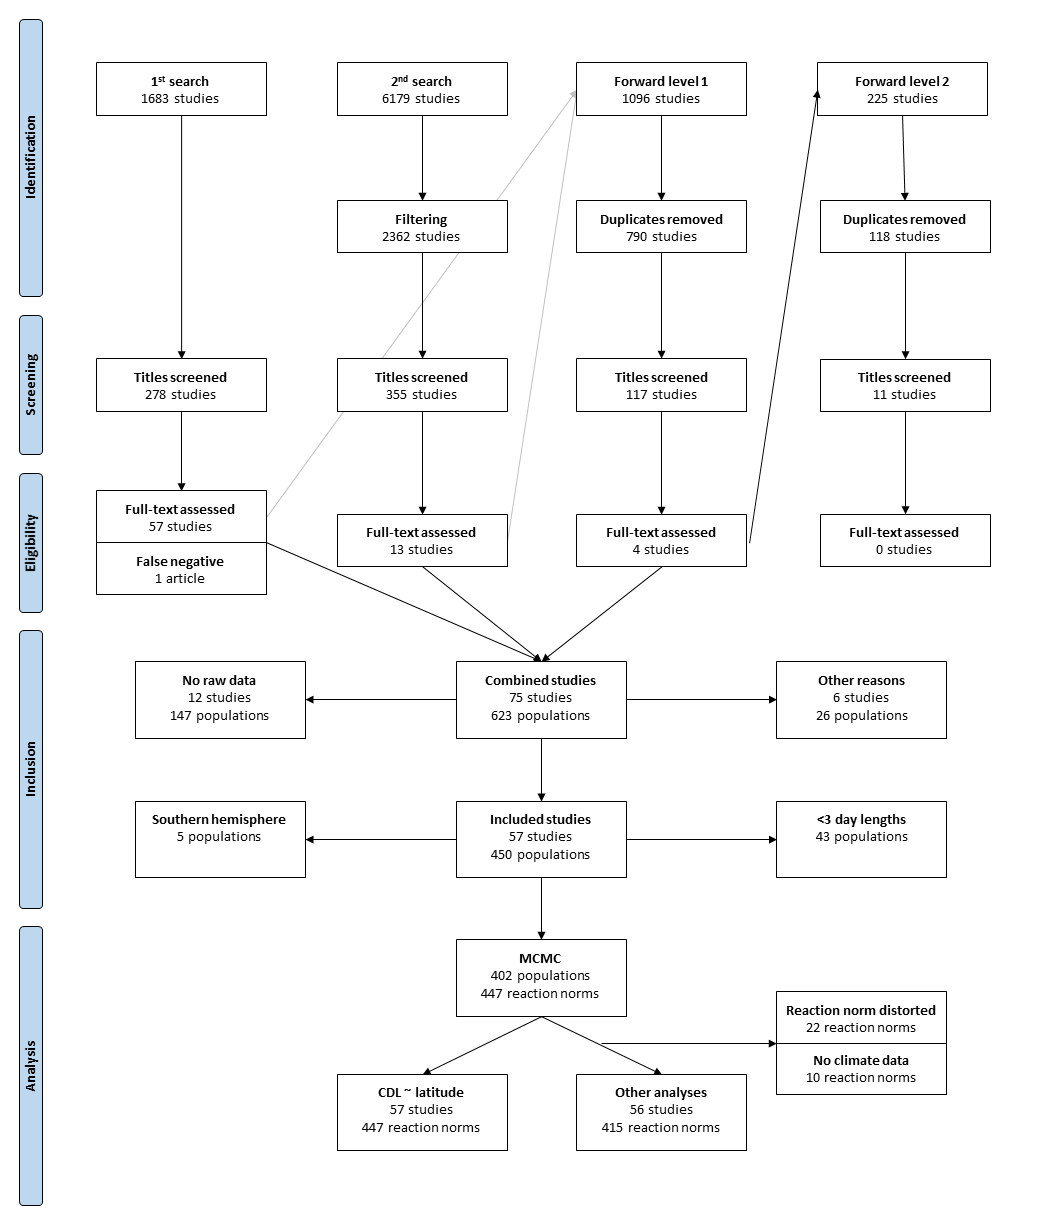 Identification
1st search
1683 studies
2nd search
6179 studies
Forward level 1
1096 studies
Forward level 2
225 studies
Filtering
2362 studies
Duplicates removed
790 studies
Duplicates removed
118 studies
Screening
Titles screened
278 studies
Titles screened
355 studies
Titles screened
117 studies
Titles screened
11 studies
Eligibility
Full-text assessed
57 studies
False negative
1 article
Full-text assessed
13 studies
Full-text assessed
4 studies
Full-text assessed
0 studies
Inclusion
No raw data
12 studies
147 populations
Combined studies
75 studies
623 populations
Other reasons
6 studies
26 populations
Southern hemisphere
5 populations
Included studies
57 studies
450 populations
<3 day lengths
43 populations
Analysis
MCMC
402 populations
447 reaction norms
Reaction norm distorted
22 reaction norms
No climate data
10 reaction norms
CDL ~ latitude
57 studies
447 reaction norms
Other analyses
56 studies
415 reaction norms